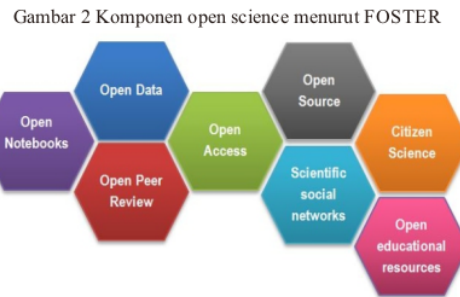 Gambar 2 Komponen open science menurut FOSTER
Open
Notebooks
Open Data
Open Peer
Review
Open
Access
Open
Source
Scientific
social
networks
Citizen
Science
Open
educational
resources